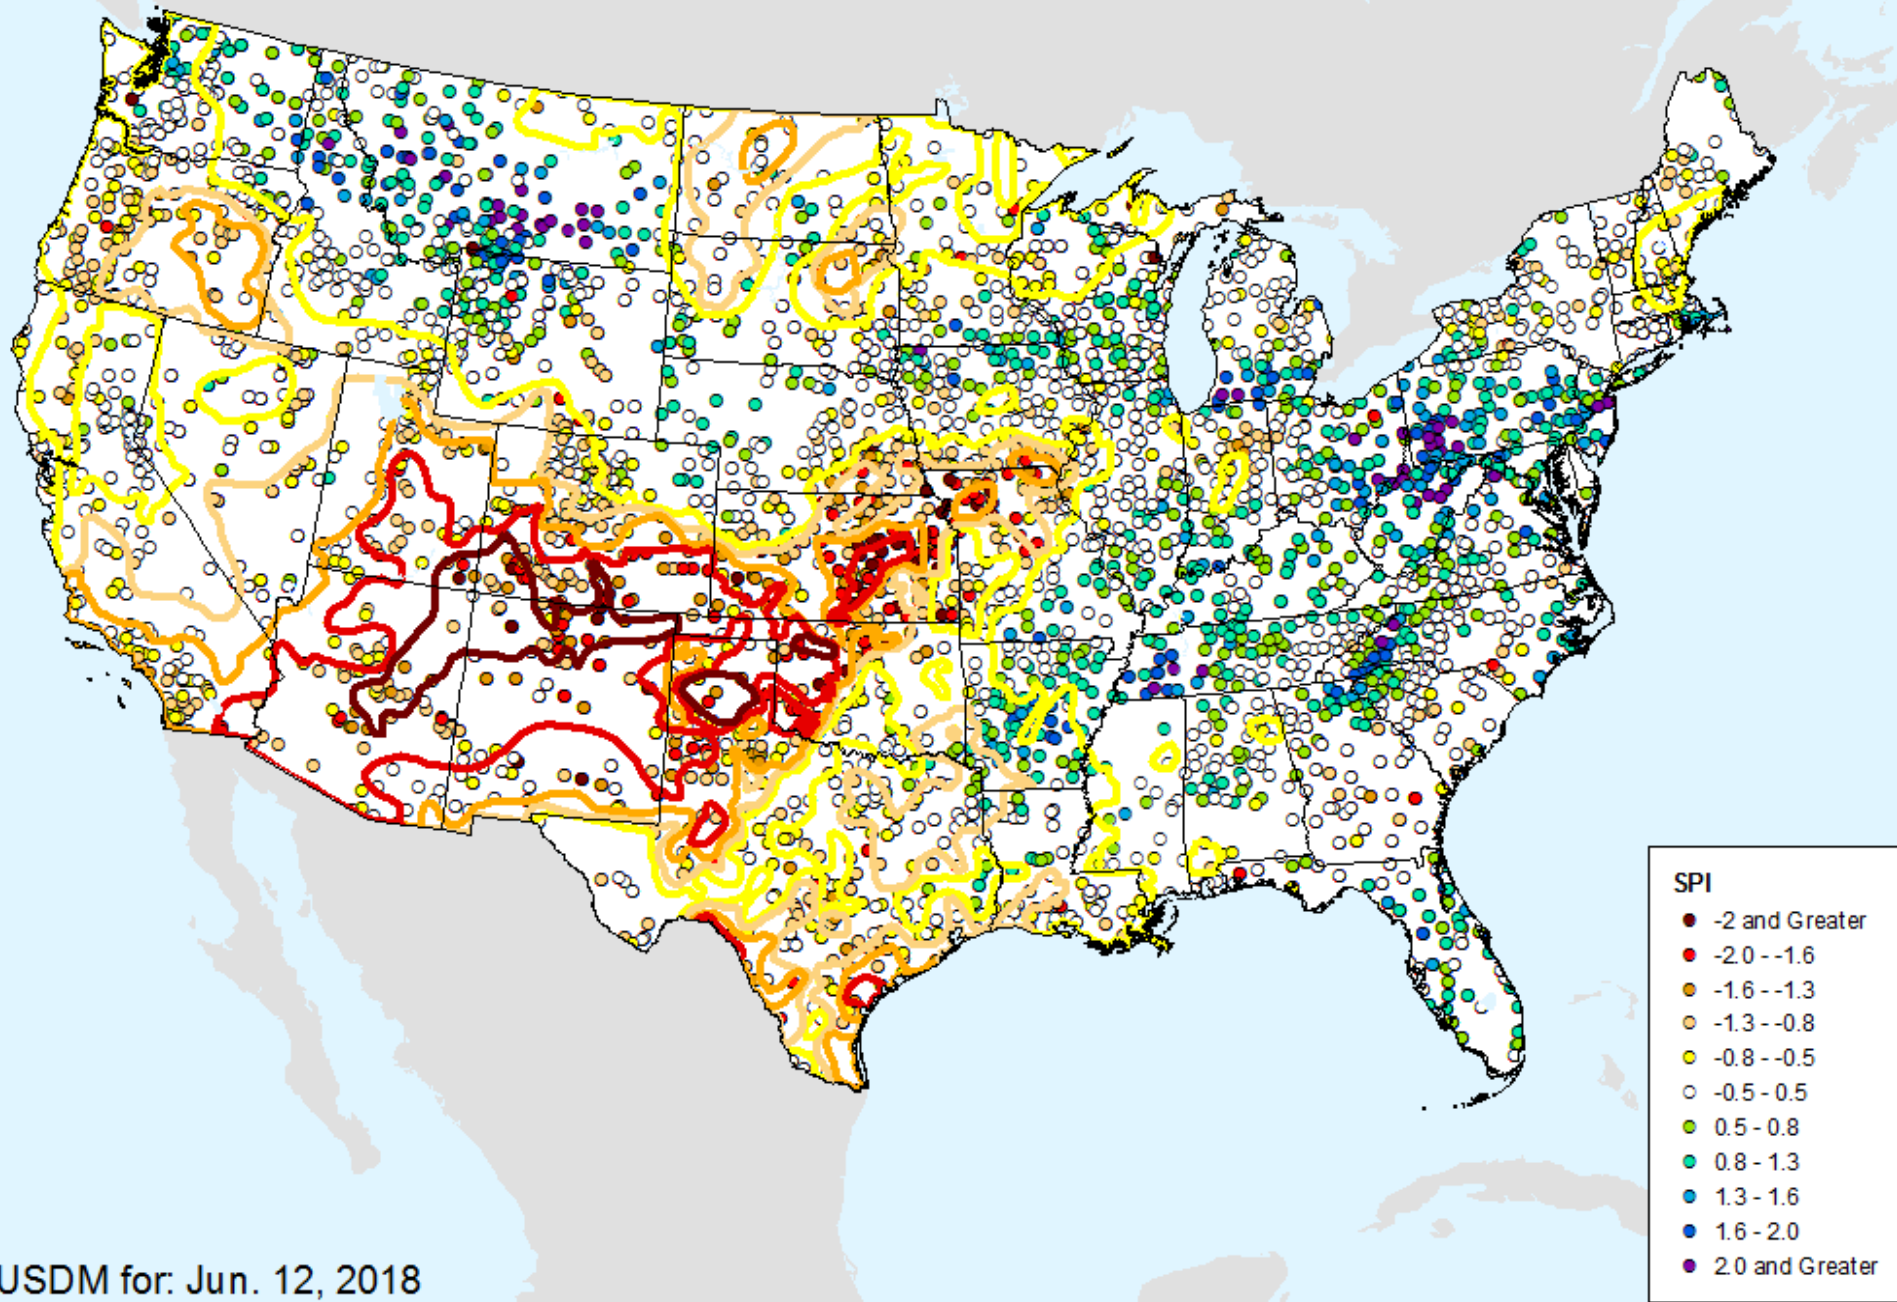 SPI
-2 and Greater
-2.0 - -1.6
-1.6 - -1.3
-1.3 - -0.8
-0.8 - -0.5
-0.5 - 0.5
0.5 - 0.8
0.8 - 1.3
1.3 - 1.6
1.6 - 2.0
2.0 and Greater
USDM for: Jun. 12, 2018